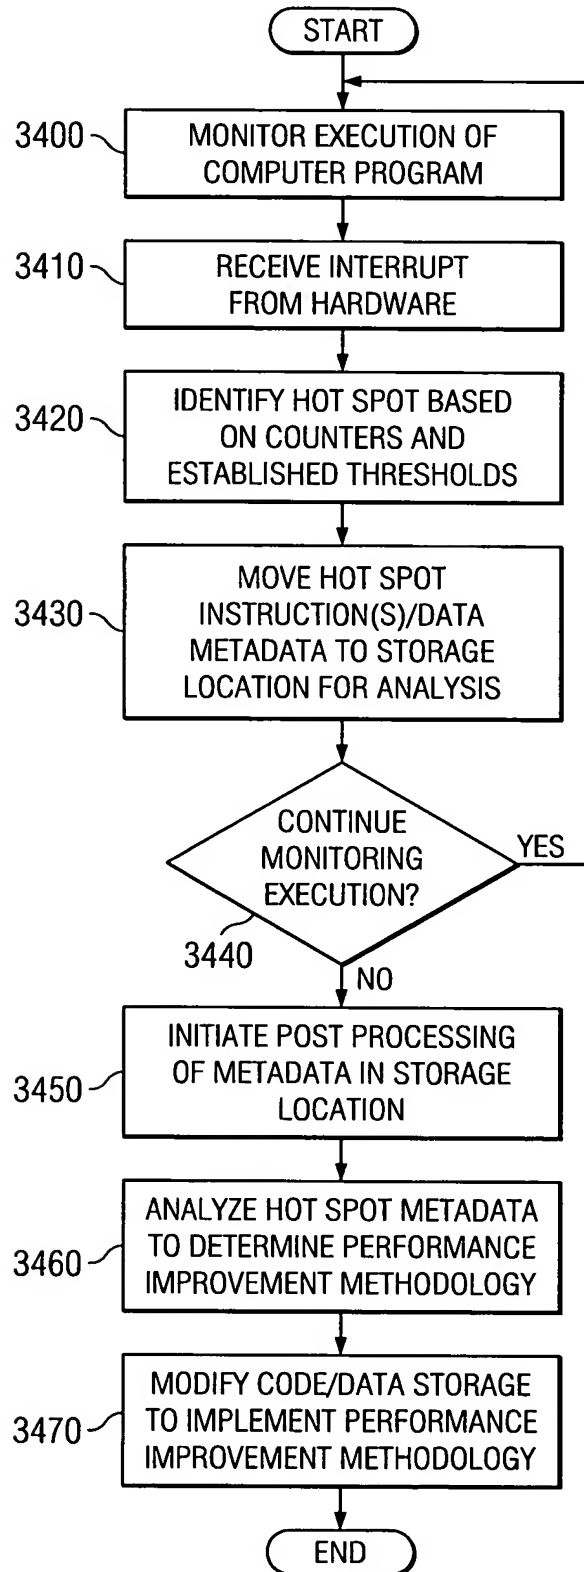 START
3400
MONITOR EXECUTION OF
COMPUTER PROGRAM
3410
RECEIVE INTERRUPT
FROM HARDWARE
3420
IDENTIFY HOT SPOT BASED
ON COUNTERS AND
ESTABLISHED THRESHOLDS
3430
MOVE HOT SPOT
INSTRUCTION(S)/DATA
METADATA TO STORAGE
LOCATION FOR ANALYSIS
CONTINUE
MONITORING
EXECUTION?
YES
3440
NO
3450
INITIATE POST PROCESSING
OF METADATA IN STORAGE
LOCATION
3460
ANALYZE HOT SPOT METADATA
TO DETERMINE PERFORMANCE
IMPROVEMENT METHODOLOGY
3470
MODIFY CODE/DATA STORAGE
TO IMPLEMENT PERFORMANCE
IMPROVEMENT METHODOLOGY
END